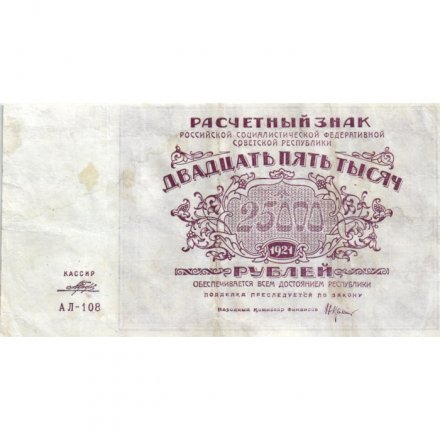 РАСЧЕТНЫЙ ЗНАК
РОССИЙСКОЙ СОЦИАЛИСТИЧЕСКОЙ ФЕДЕРАТИВНОЙ
СОВЕТСКОЙ РЕСПУБЛИКИ
ДВАДЦАТЬ ПЯТЬ ТЫСЯЧ
25000
1921
РУБЛЕЙ
ОБЕСПЕЧИВАЕТСЯ ВСЕМ ДОСТОЯНИЕМ РЕСПУБЛИКИ
ПОДДЕЛКА ПРЕСЛЕДУЕТСЯ ПО ЗАКОНУ
Народный Комиссар Финансов
КАССИР
АЛ-108